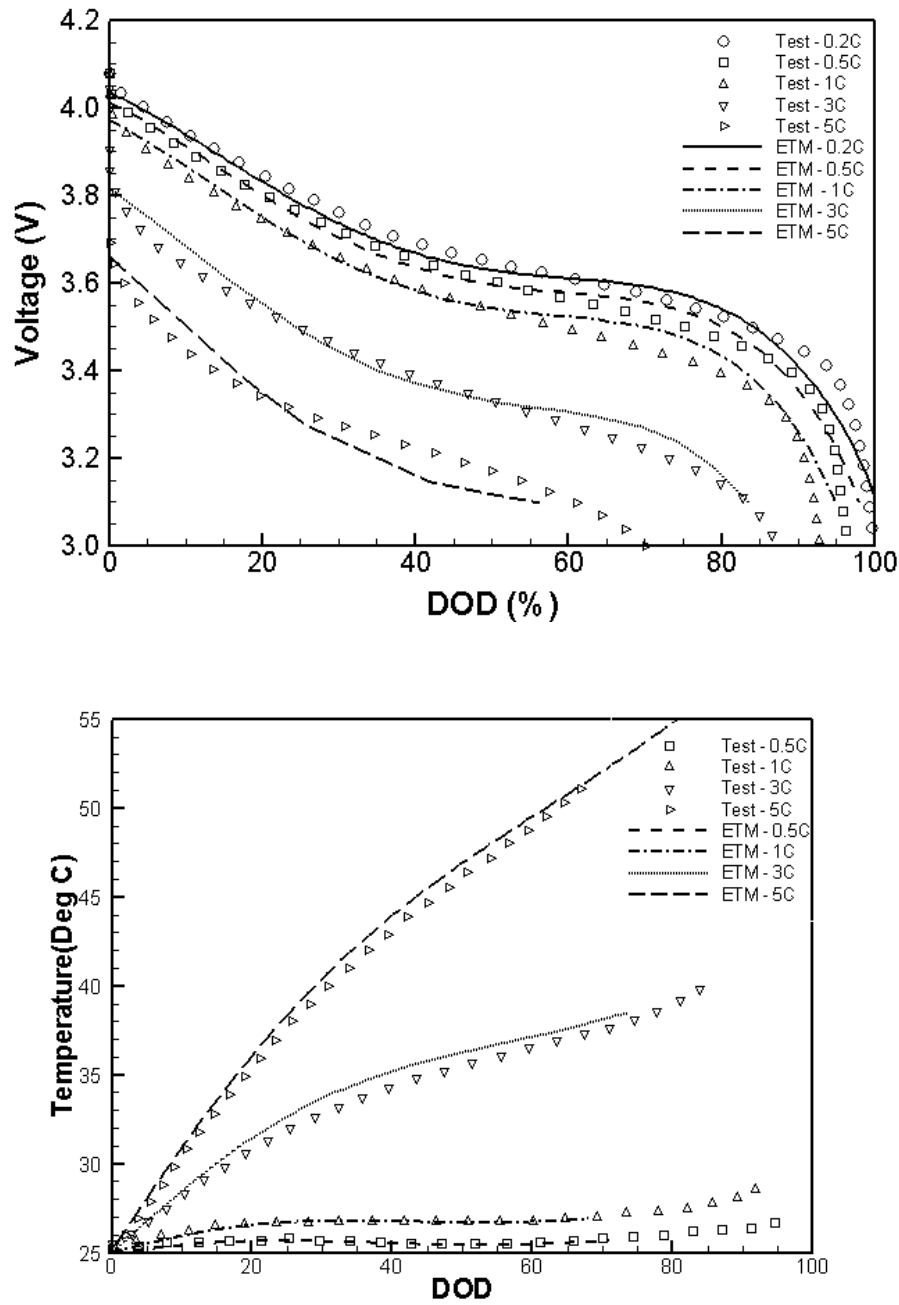 4.2
4.0
3.8
3.6
3.4
3.2
3.0
Voltage (V)
0
20
40
60
80
100
DOD (%)
Test - 0.2C
Test - 0.5C
Test - 1C
Test - 3C
Test - 5C
ETM - 0.2C
ETM - 0.5C
ETM - 1C
ETM - 3C
ETM - 5C
55
50
45
40
35
30
25
Temperature(Deg C)
0
20
40
60
80
100
DOD
Test - 0.5C
Test - 1C
Test - 3C
Test - 5C
ETM - 0.5C
ETM - 1C
ETM - 3C
ETM - 5C